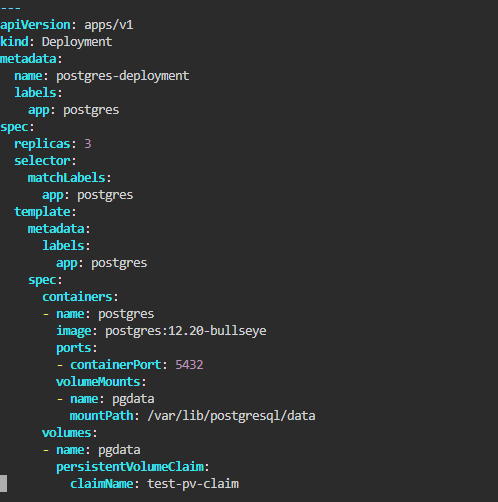 ---
apiVersion: apps/v1
kind: Deployment
metadata:
  name: postgres-deployment
  labels:
    app: postgres
spec:
  replicas: 3
  selector:
    matchLabels:
      app: postgres
  template:
    metadata:
      labels:
        app: postgres
    spec:
      containers:
      - name: postgres
        image: postgres:12.20-bullseye
        ports:
        - containerPort: 5432
        volumeMounts:
        - name: pgdata
          mountPath: /var/lib/postgresql/data
      volumes:
      - name: pgdata
        persistentVolumeClaim:
          claimName: test-pv-claim